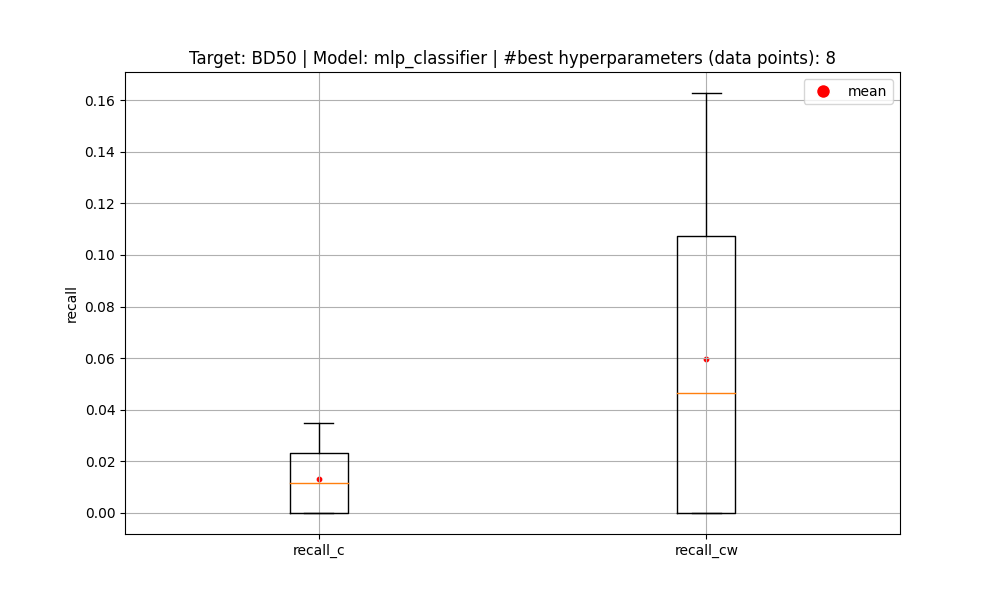 Target: BD50 | Model: mlp_classifier | #best hyperparameters (data points): 8
mean
0.16
0.14
0.12
0.10
0.08
0.06
0.04
0.02
0.00
recall
recall_c
recall_cw